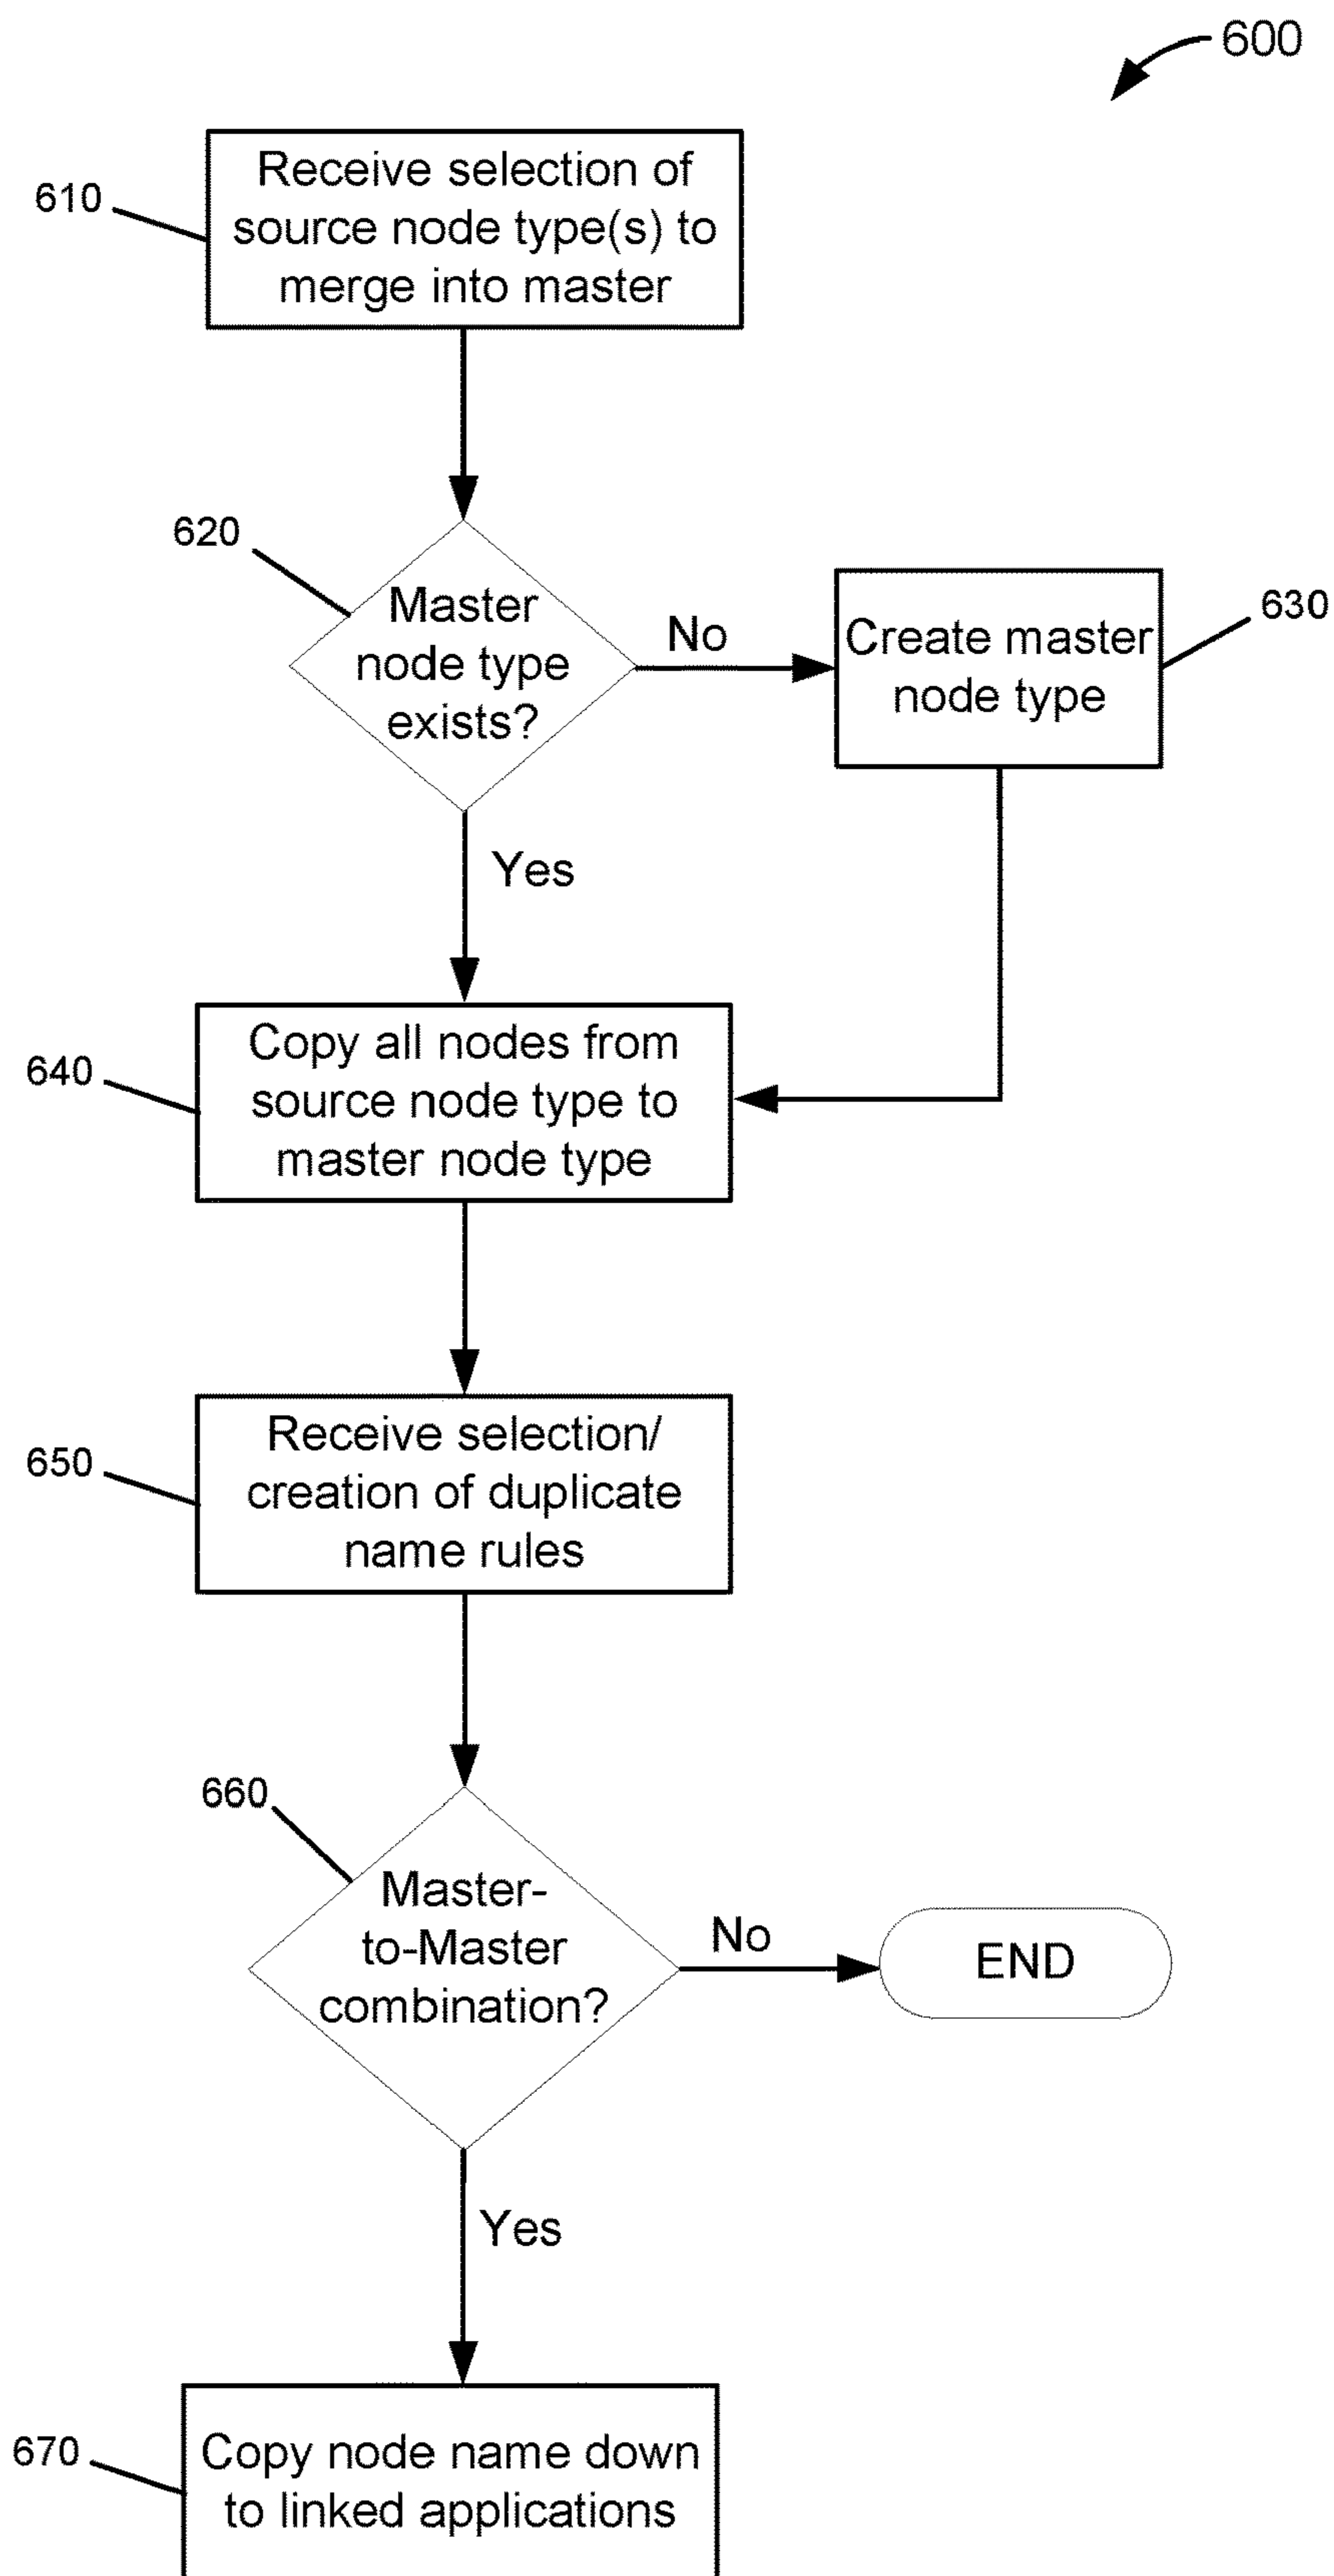 600
610
Receive selection of
source node type(s) to
merge into master
620
Master
node type
exists?
No
Create master
node type
630
Yes
640
Copy all nodes from
source node type to
master node type
650
Receive selection/
creation of duplicate
name rules
660
Master-
to-Master
combination?
No
END
Yes
670
Copy node name down
to linked applications